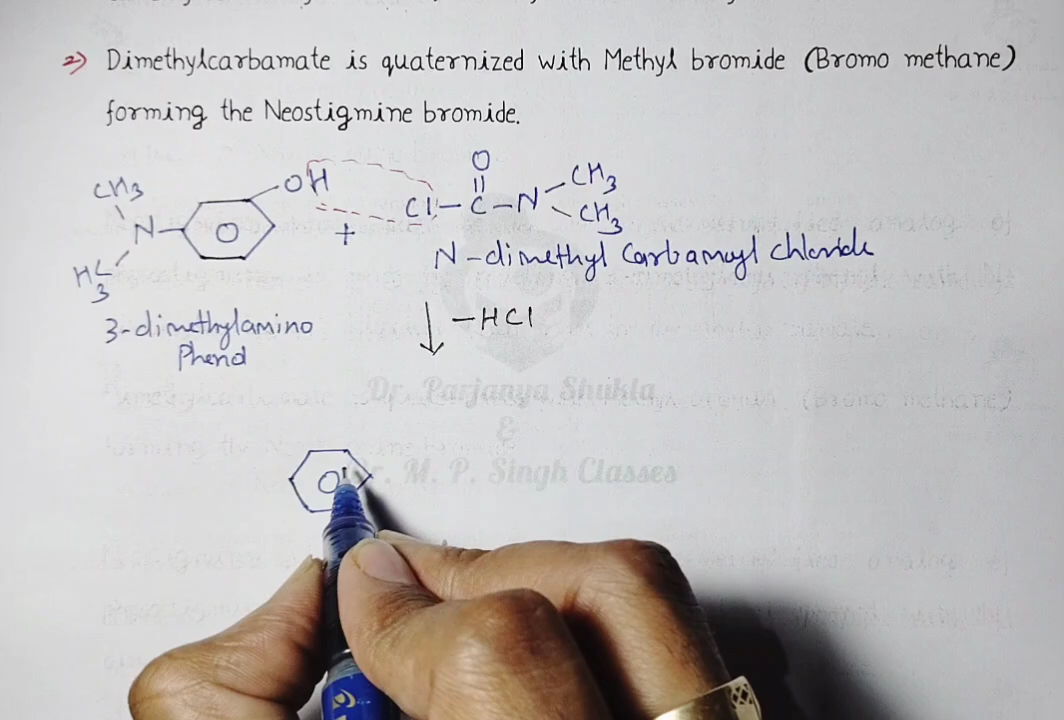 2) Dimethylcarbamate is quaternized with Methyl bromide (Bromo methane)
forming the Neostigmine bromide.
CH3
N
H3C
OH
+
O
Cl-C-N
CH3
CH3
N-dimethyl Carbamoyl chloride
3-dimethylamino
Phenol
-HCl
Dr. Parjanya Shukla
&
Dr. M. P. Singh Classes